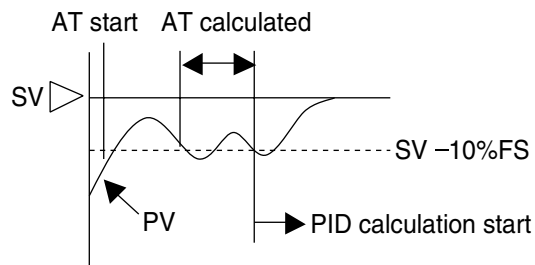 AT start
AT calculated
SV
SV –10%FS
PV
PID calculation start